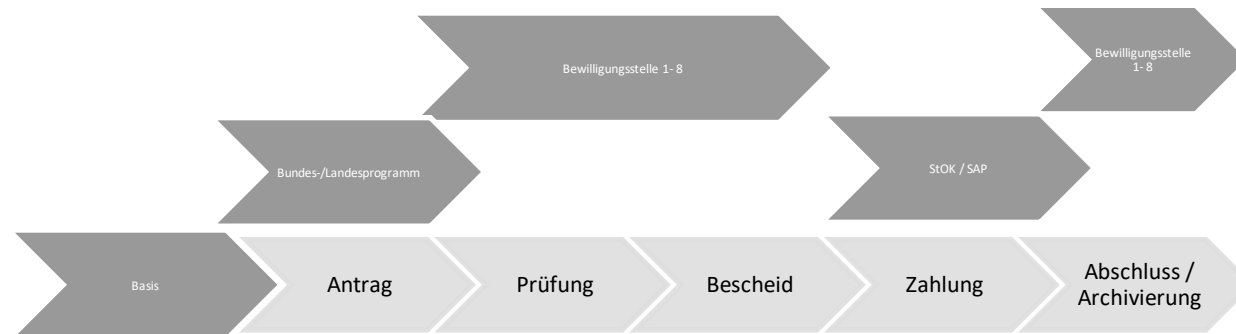 Bewilligungsstelle 1- 8
Bewilligungsstelle
1- 8
Bundes-/Landesprogramm
StOK / SAP
Basis
Antrag
Prüfung
Bescheid
Zahlung
Abschluss /
Archivierung